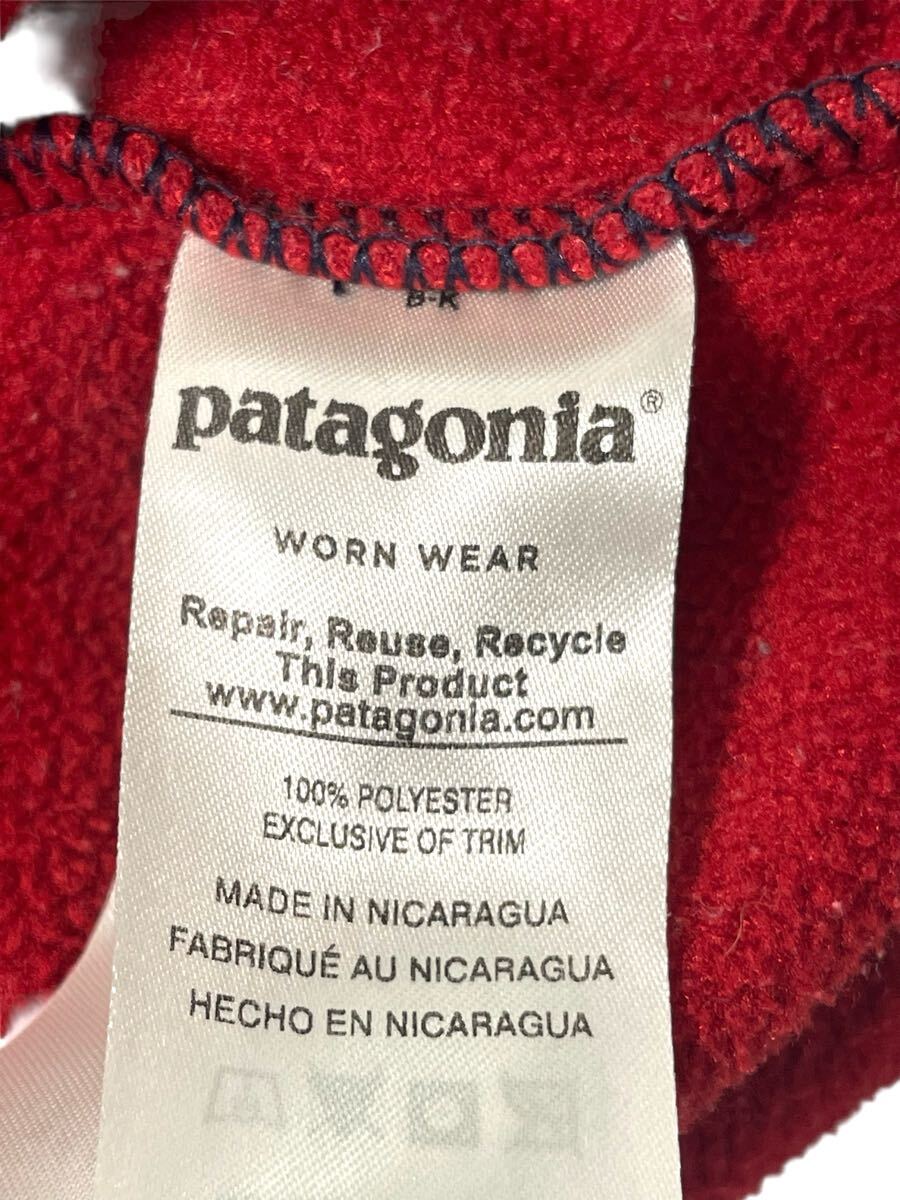 B-K
patagonia®
WORN WEAR
Repair, Reuse, Recycle
This Product
www.patagonia.com
100% POLYESTER
EXCLUSIVE OF TRIM
MADE IN NICARAGUA
FABRIQUÉ AU NICARAGUA
HECHO EN NICARAGUA